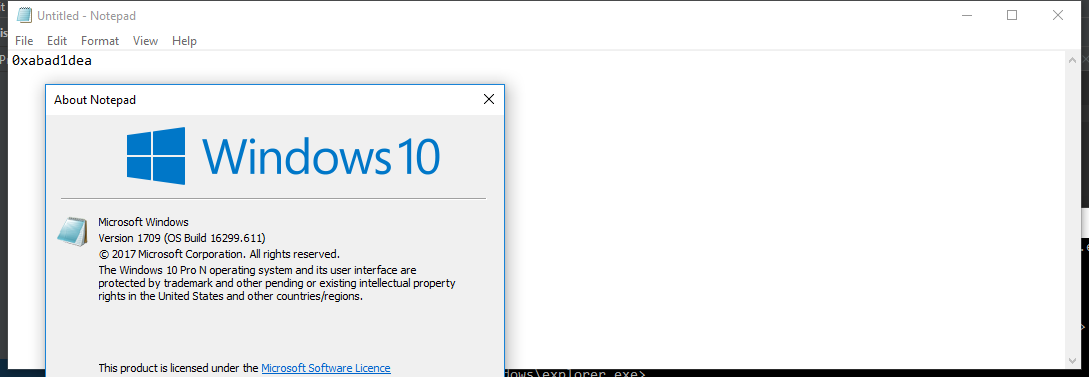 Untitled - Notepad
File Edit Format View Help
0xabad1dea
About Notepad
Windows 10
Microsoft Windows
Version 1709 (OS Build 16299.611)
© 2017 Microsoft Corporation. All rights reserved.
The Windows 10 Pro N operating system and its user interface are
protected by trademark and other pending or existing intellectual property
rights in the United States and other countries/regions.
This product is licensed under the Microsoft Software Licence
dows\explorer.exe>